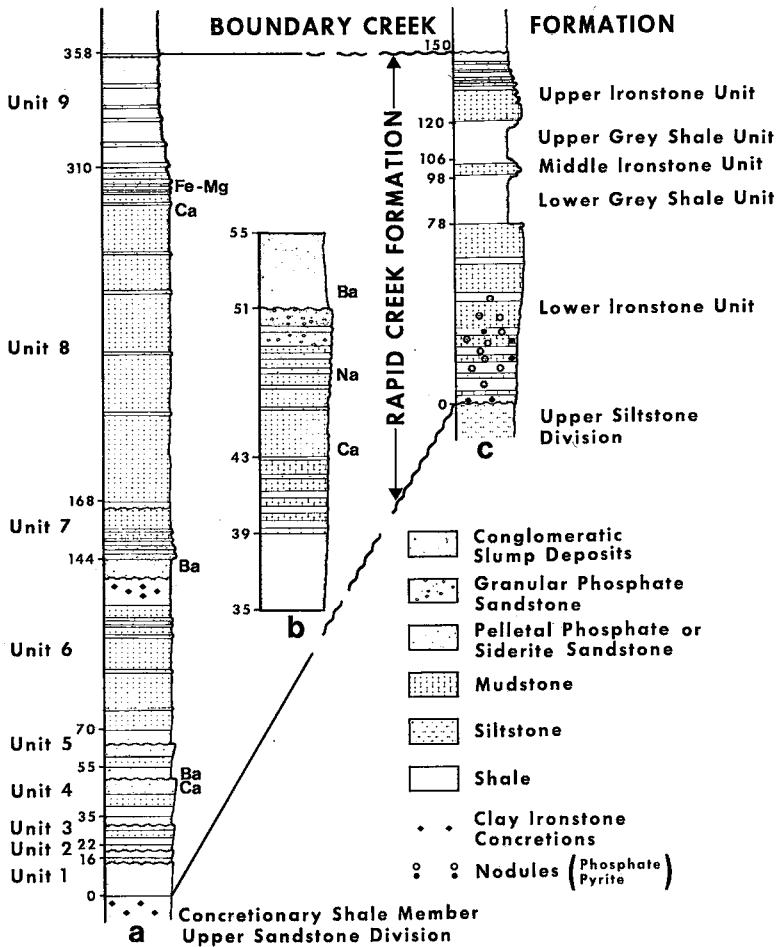 BOUNDARY CREEK FORMATION
358
Unit 9
310
Fe-Mg
Ca
Unit 8
168
Unit 7
144
Ba
Unit 6
70
Unit 5
55
Ba
Ca
Unit 4
35
Unit 3
22
Unit 2
16
Unit 1
0
a
Concretionary Shale Member
Upper Sandstone Division
55
Ba
51
Na
Ca
43
39
35
b
RAPID CREEK FORMATION
150
Upper Ironstone Unit
120
Upper Grey Shale Unit
106
Middle Ironstone Unit
98
Lower Grey Shale Unit
78
Lower Ironstone Unit
0
Upper Siltstone
Division
c
Conglomeratic
Slump Deposits
Granular Phosphate
Sandstone
Pelletal Phosphate or
Siderite Sandstone
Mudstone
Siltstone
Shale
Clay Ironstone
Concretions
Nodules (Phosphate
Pyrite)